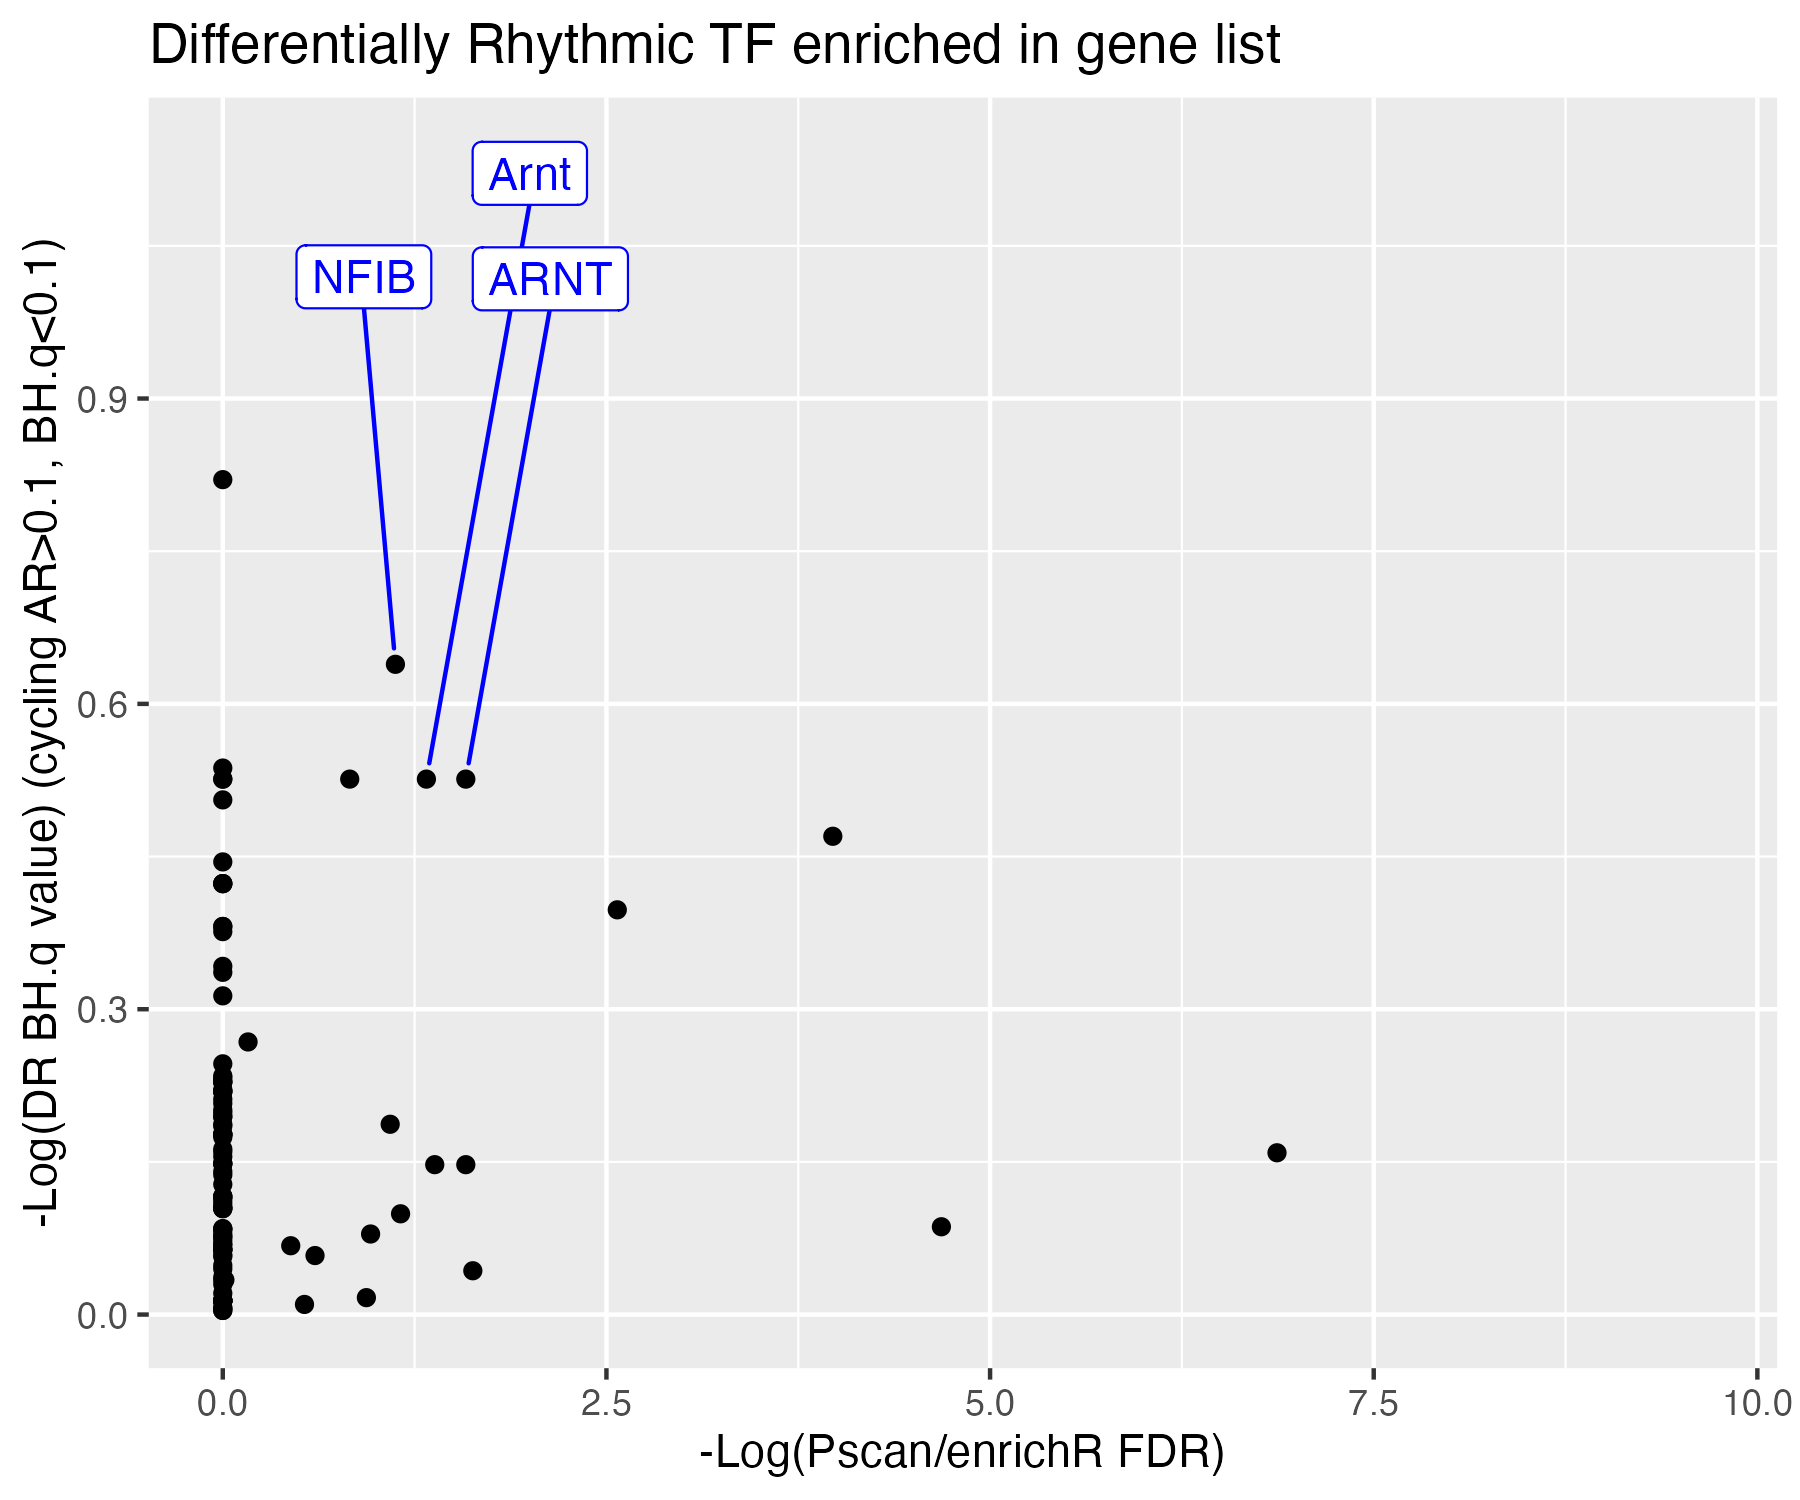 Differentially Rhythmic TF enriched in gene list
Arnt
NFIB
ARNT
-Log(DR BH.q value) (cycling AR>0.1, BH.q<0.1)
0.9
0.6
0.3
0.0
0.0
2.5
5.0
7.5
10.0
-Log(Pscan/enrichR FDR)